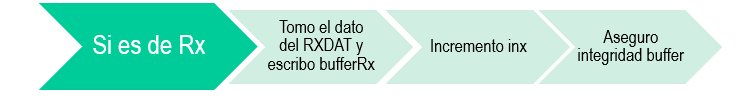 Si es de Rx
Tomo el dato
del RXDAT y
escribo bufferRx
Incremento inx
Aseguro
integridad buffer